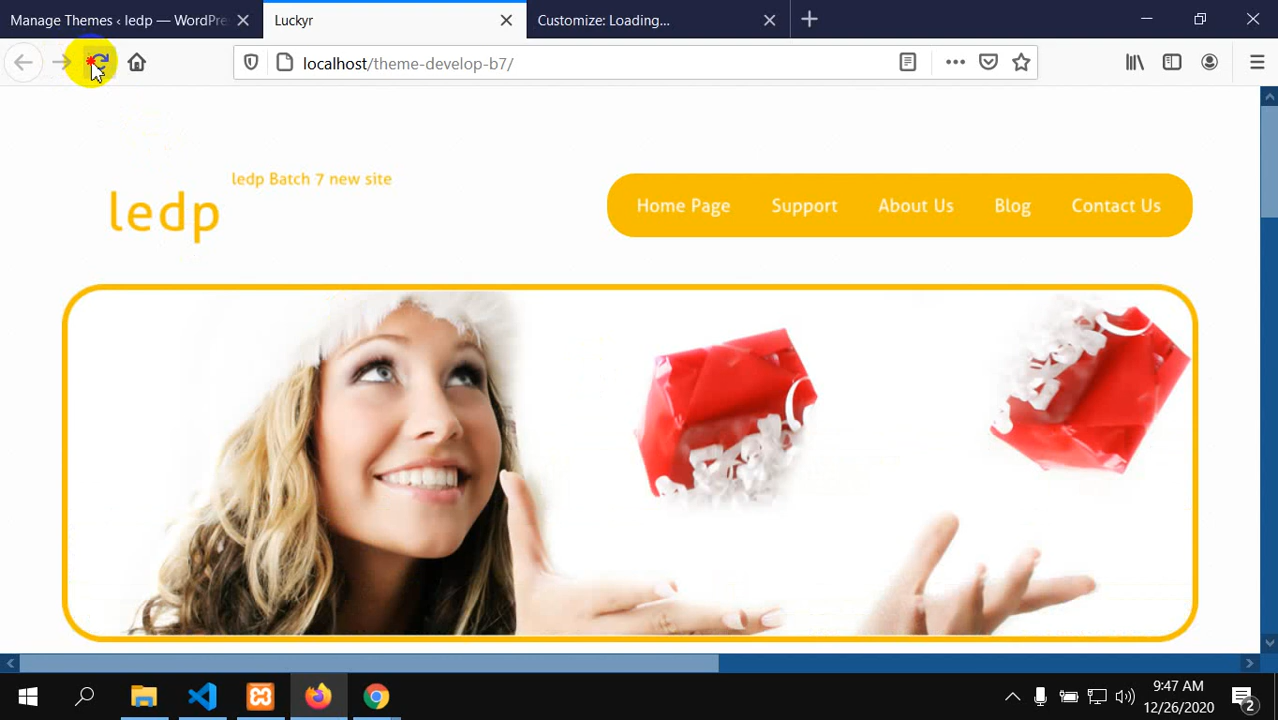 Manage Themes ‹ ledp — WordPre
Luckyr
Customize: Loading...
localhost/theme-develop-b7/
ledp
ledp Batch 7 new site
Home Page
Support
About Us
Blog
Contact Us
9:47 AM
12/26/2020
2